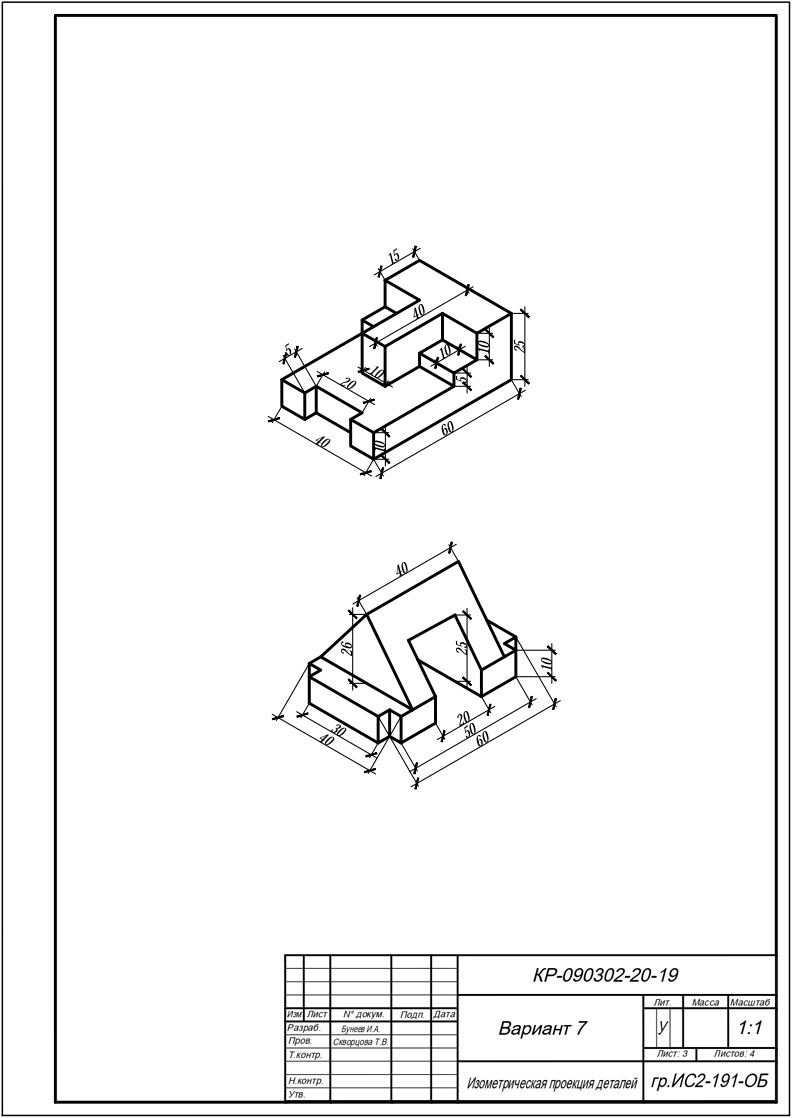 15
40
5
10
10
25
20
10
5
40
10
60
40
26
25
10
20
30
50
40
60
КР-090302-20-19
Лит. Масса Масштаб
Изм Лист N° докум. Подп. Дата
Разраб. Бунеев И.А. Вариант 7 У 1:1
Пров. Скворцова Т.В.
Т.контр. Лист: 3 Листов: 4
Н.контр. Изометрическая проекция деталей гр.ИС2-191-ОБ
Утв.